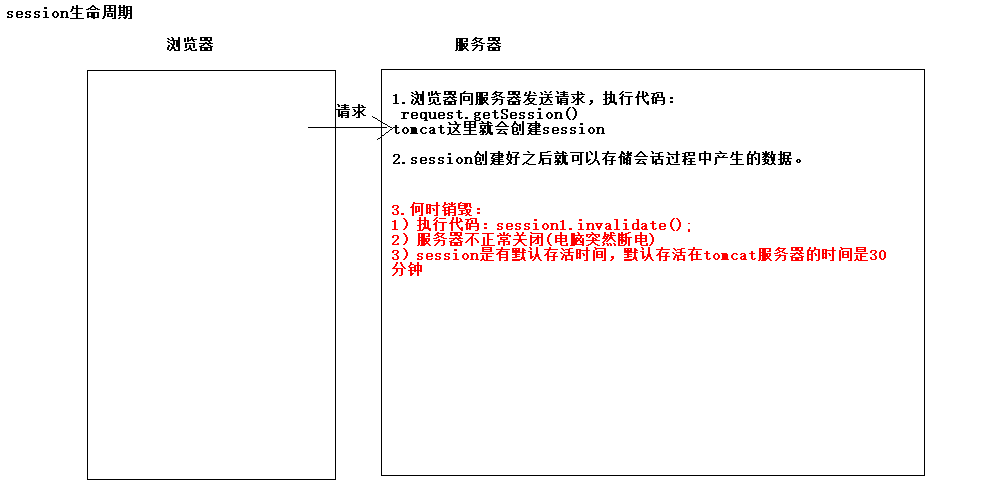 session生命周期
浏览器
服务器
请求
1.浏览器向服务器发送请求，执行代码：
request.getSession()
tomcat这里就会创建session
2.session创建好之后就可以存储会话过程中产生的数据。
3.何时销毁：
1）执行代码：session1.invalidate();
2）服务器不正常关闭(电脑突然断电)
3）session是有默认存活时间，默认存活在tomcat服务器的时间是30
分钟